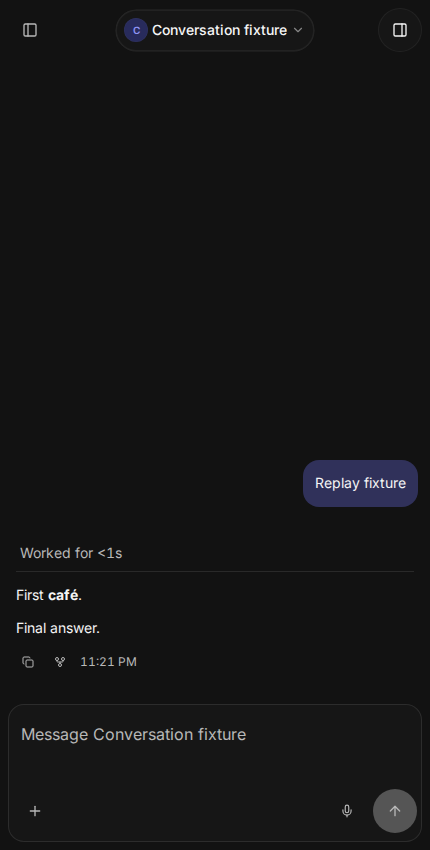 C Conversation fixture
Replay fixture
Worked for <1s
First café.
Final answer.
11:21 PM
Message Conversation fixture